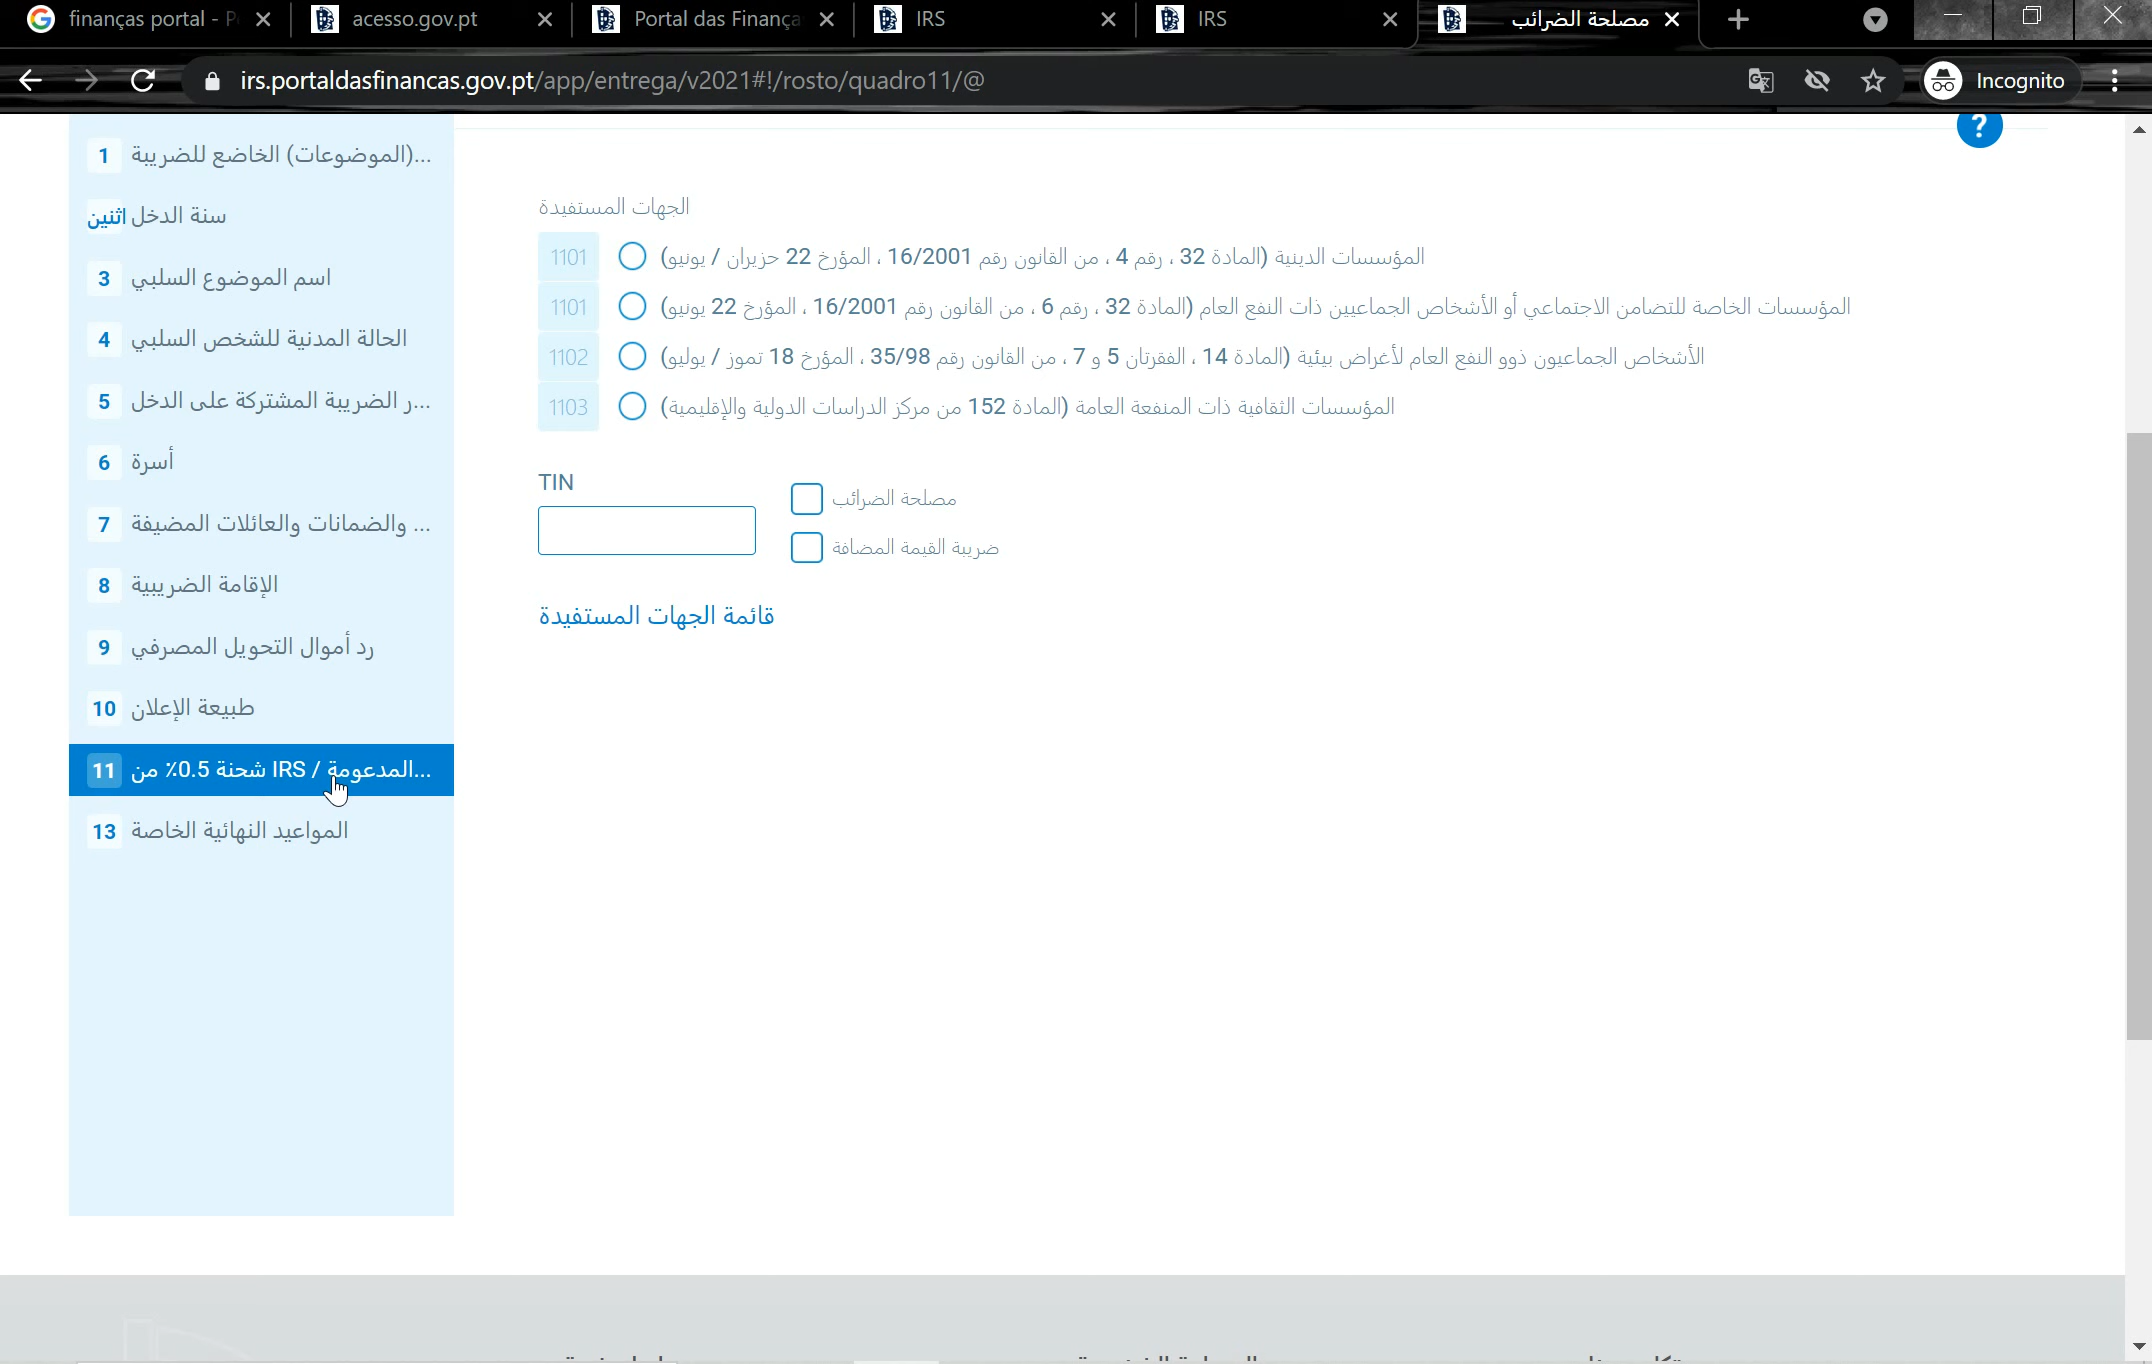 finanças portal - P
acesso.gov.pt
Portal das Finança
IRS
IRS
مصلحة الضرائب
irs.portaldasfinancas.gov.pt/app/entrega/v2021#!/rosto/quadro11/@
Incognito
?
1 ...(الموضوعات) الخاضع للضريبة
اثنين سنة الدخل
3 اسم الموضوع السلبي
4 الحالة المدنية للشخص السلبي
5 ...ر الضريبة المشتركة على الدخل
6 أسرة
7 ... والضمانات والعائلات المضيفة
8 الإقامة الضريبية
9 رد أموال التحويل المصرفي
10 طبيعة الإعلان
11 ...المدعومة / IRS شحنة 0.5٪ من
13 المواعيد النهائية الخاصة
الجهات المستفيدة
1101 المؤسسات الدينية (المادة 32 ، رقم 4 ، من القانون رقم 16/2001 ، المؤرخ 22 حزيران / يونيو)
1101 المؤسسات الخاصة للتضامن الاجتماعي أو الأشخاص الجماعيين ذات النفع العام (المادة 32 ، رقم 6 ، من القانون رقم 16/2001 ، المؤرخ 22 يونيو)
1102 الأشخاص الجماعيون ذوو النفع العام لأغراض بيئية (المادة 14 ، الفقرتان 5 و 7 ، من القانون رقم 35/98 ، المؤرخ 18 تموز / يوليو)
1103 المؤسسات الثقافية ذات المنفعة العامة (المادة 152 من مركز الدراسات الدولية والإقليمية)
TIN
مصلحة الضرائب
ضريبة القيمة المضافة
قائمة الجهات المستفيدة